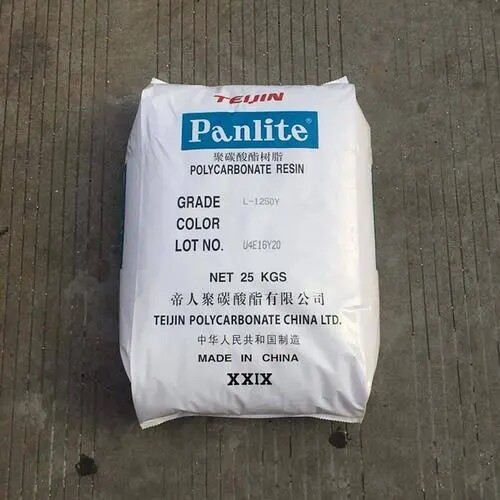 TEIJIN
Panlite®
聚碳酸酯树脂
POLYCARBONATE RESIN
GRADE L-1250Y
COLOR
LOT NO. U4E16Y20
NET 25 KGS
帝人聚碳酸酯有限公司
TEIJIN POLYCARBONATE CHINA LTD.
中华人民共和国制造
MADE IN CHINA
XXIX